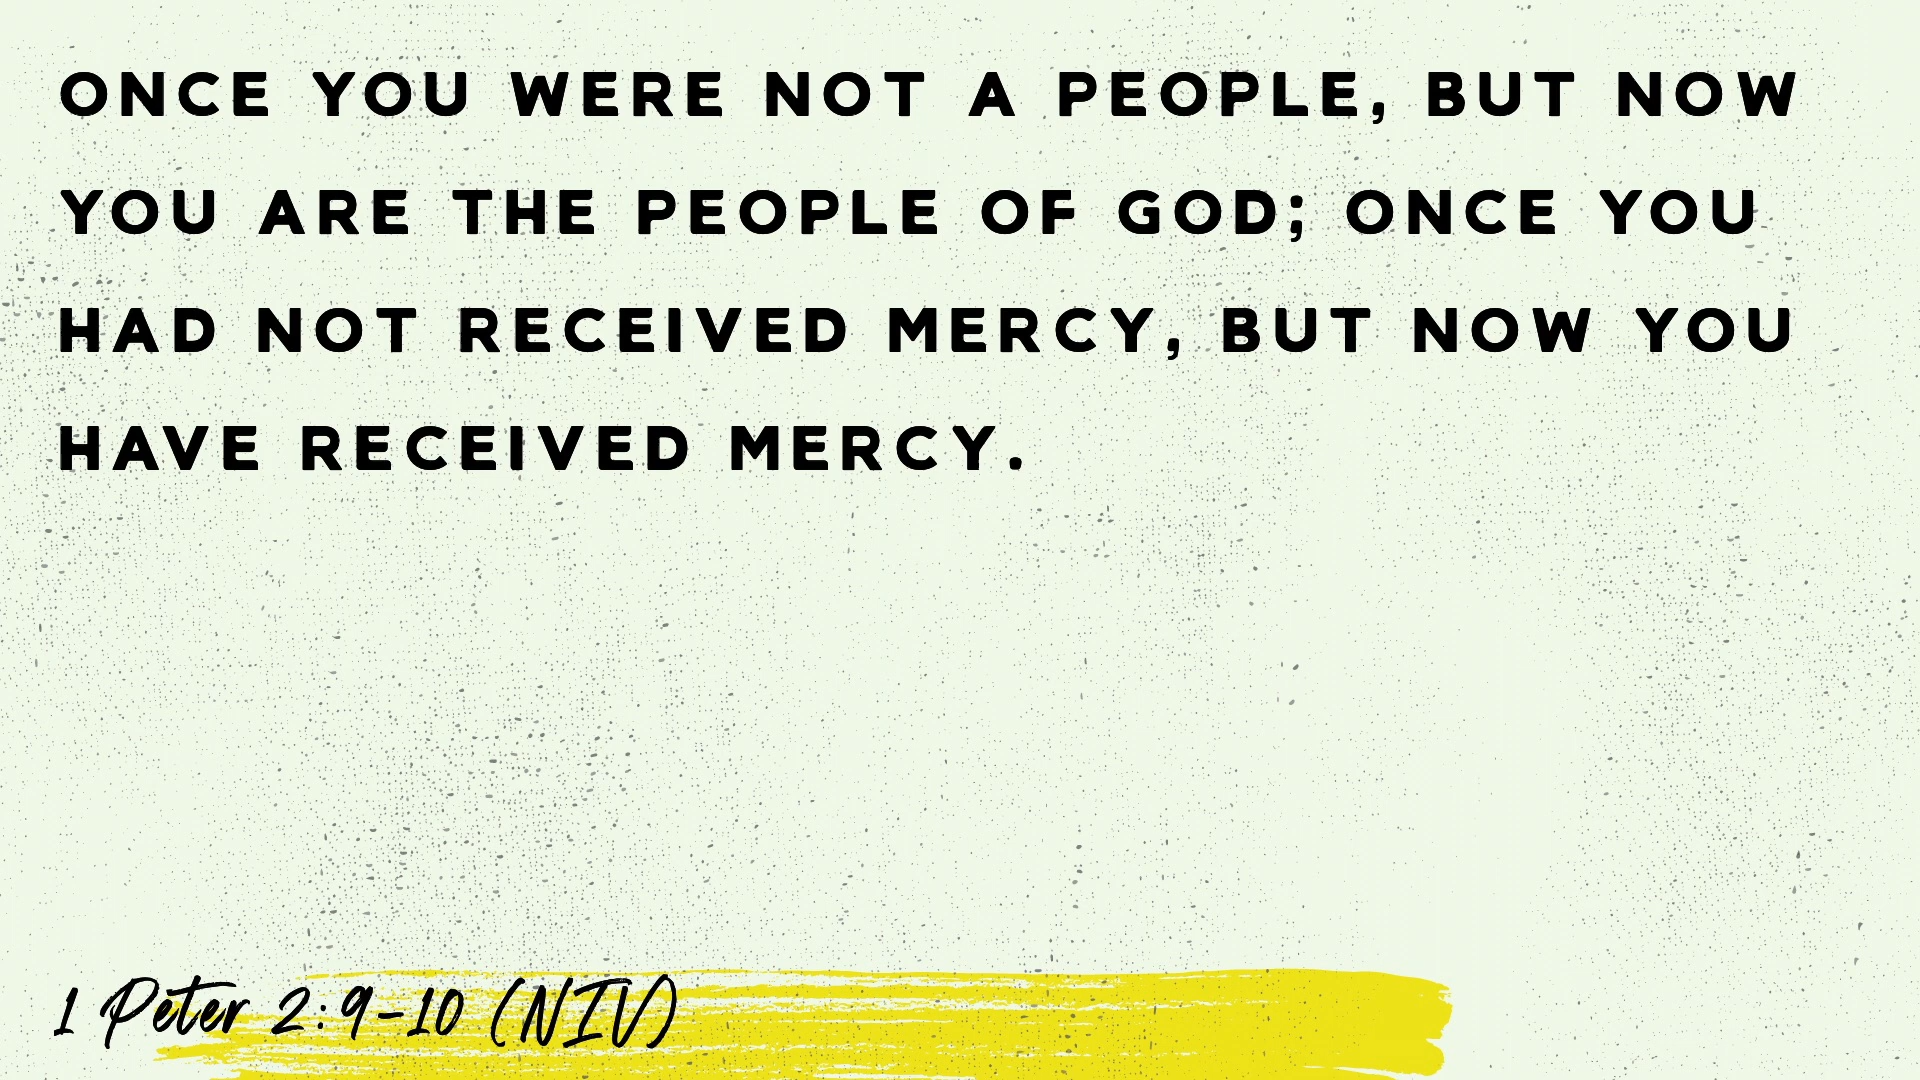 ONCE YOU WERE NOT A PEOPLE, BUT NOW
YOU ARE THE PEOPLE OF GOD; ONCE YOU
HAD NOT RECEIVED MERCY, BUT NOW YOU
HAVE RECEIVED MERCY.
1 Peter 2:9-10 (NIV)